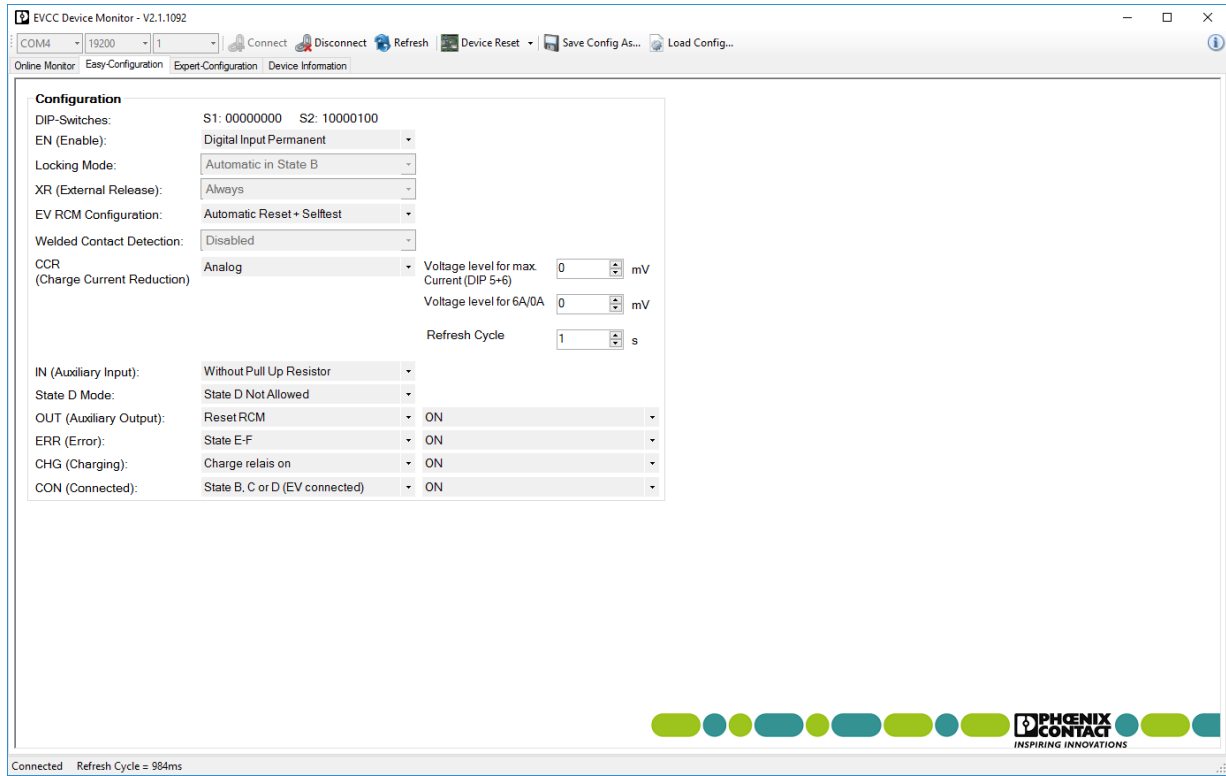 EVCC Device Monitor - V2.1.1092
COM4 19200 1 Connect Disconnect Refresh Device Reset Save Config As... Load Config...
Online Monitor Easy-Configuration Expert-Configuration Device Information
Configuration
DIP-Switches: S1: 00000000 S2: 10000100
EN (Enable): Digital Input Permanent
Locking Mode: Automatic in State B
XR (External Release): Always
EV RCM Configuration: Automatic Reset + Selftest
Welded Contact Detection: Disabled
CCR Analog Voltage level for max. 0 mV
(Charge Current Reduction) Current (DIP 5+6)
Voltage level for 6A/0A 0 mV
Refresh Cycle 1 s
IN (Auxiliary Input): Without Pull Up Resistor
State D Mode: State D Not Allowed
OUT (Auxiliary Output): Reset RCM ON
ERR (Error): State E-F ON
CHG (Charging): Charge relais on ON
CON (Connected): State B, C or D (EV connected) ON
PHŒNIX
CONTACT
INSPIRING INNOVATIONS
Connected Refresh Cycle = 984ms